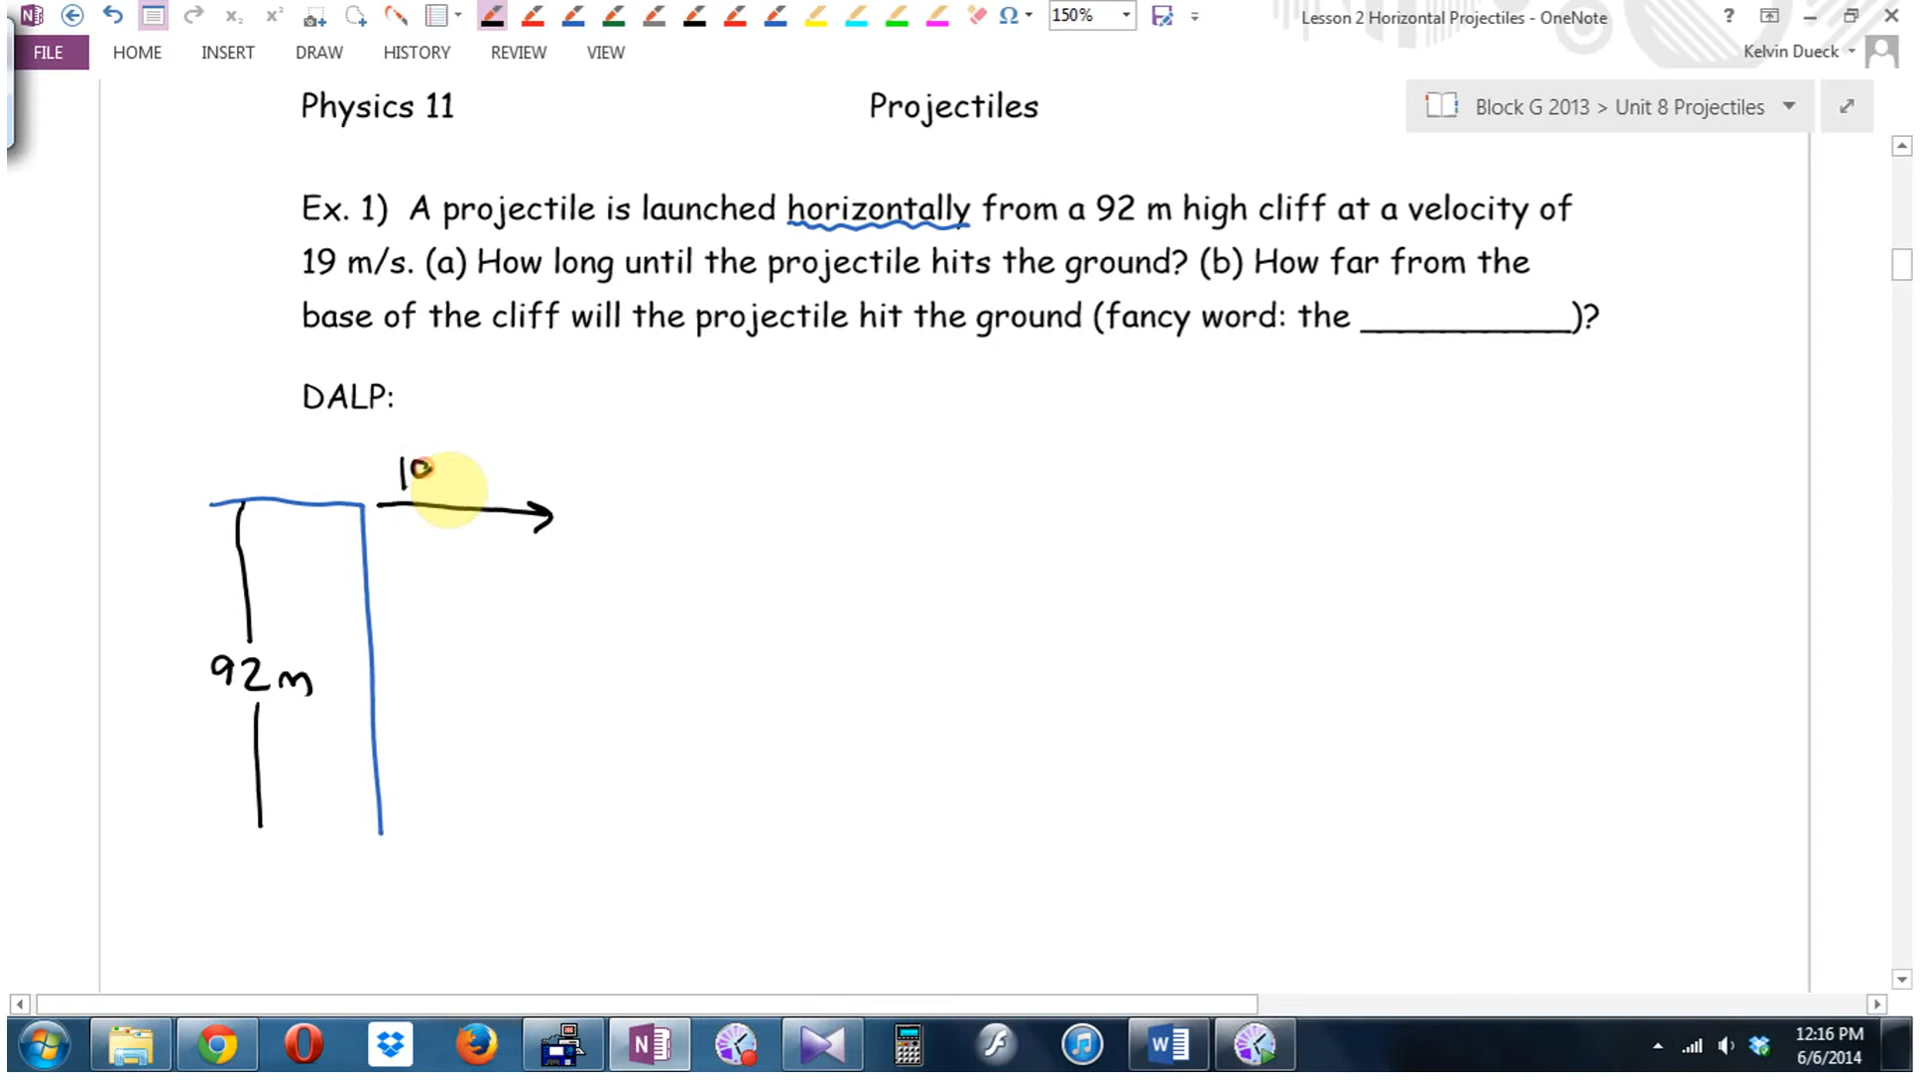 150%
Lesson 2 Horizontal Projectiles - OneNote
FILE HOME INSERT DRAW HISTORY REVIEW VIEW
Kelvin Dueck
Physics 11
Projectiles
Block G 2013 > Unit 8 Projectiles
Ex. 1) A projectile is launched horizontally from a 92 m high cliff at a velocity of
19 m/s. (a) How long until the projectile hits the ground? (b) How far from the
base of the cliff will the projectile hit the ground (fancy word: the ____________)?
DALP:
92 m
12:16 PM
6/6/2014